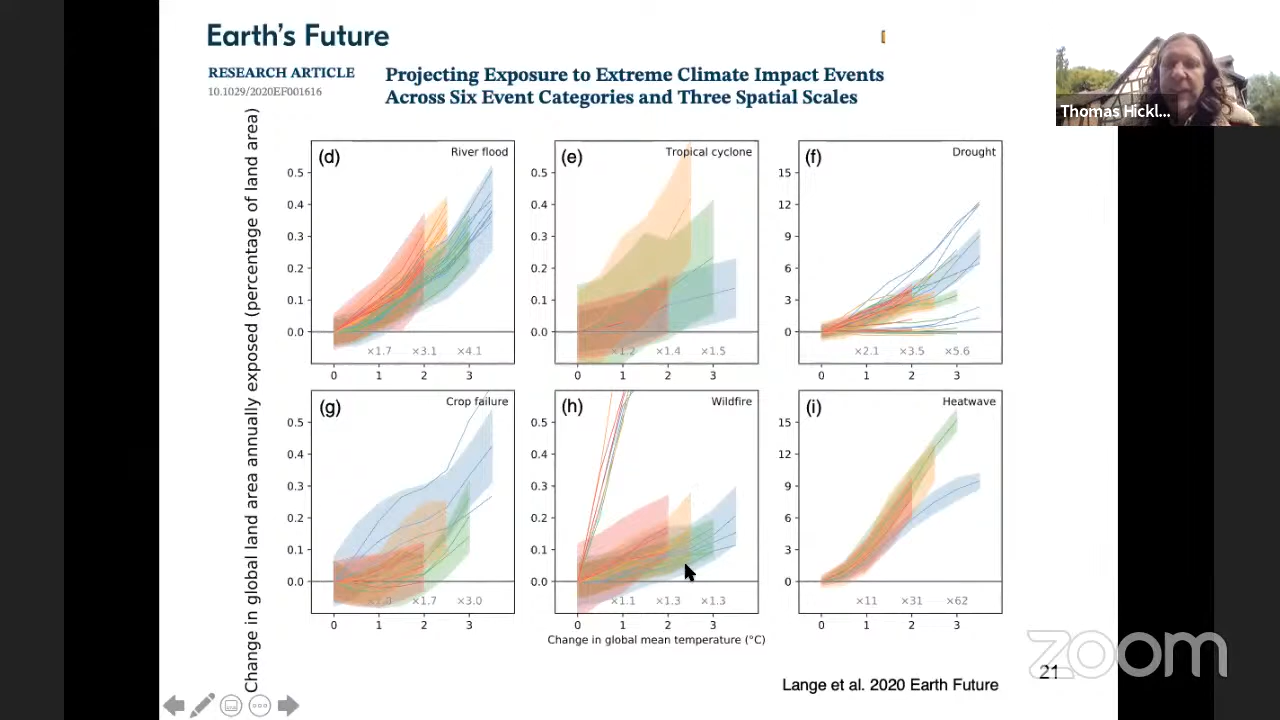 Earth's Future
RESEARCH ARTICLE
10.1029/2020EF001616
Projecting Exposure to Extreme Climate Impact Events
Across Six Event Categories and Three Spatial Scales
Thomas Hickl...
Change in global land area annually exposed (percentage of land area)
(d) River flood
0.5
0.4
0.3
0.2
0.1
0.0
×1.7 ×3.1 ×4.1
0 1 2 3
(e) Tropical cyclone
0.5
0.4
0.3
0.2
0.1
0.0
×1.2 ×1.4 ×1.5
0 1 2 3
(f) Drought
15
12
9
6
3
0
×2.1 ×3.5 ×5.6
0 1 2 3
(g) Crop failure
0.5
0.4
0.3
0.2
0.1
0.0
×1.7 ×3.0
0 1 2 3
(h) Wildfire
0.5
0.4
0.3
0.2
0.1
0.0
×1.1 ×1.3 ×1.3
0 1 2 3
(i) Heatwave
15
12
9
6
3
0
×11 ×31 ×62
0 1 2 3
Change in global mean temperature (°C)
Lange et al. 2020 Earth Future
21
zoom